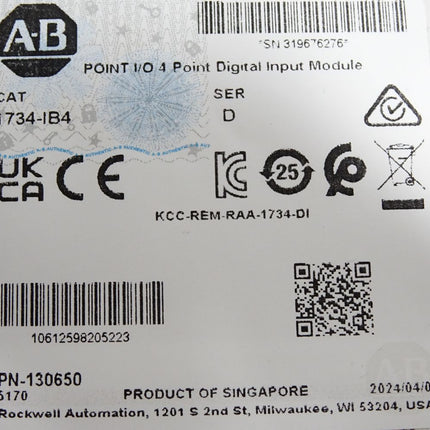 A-B
*SN 319676276*
POINT I/O 4 Point Digital Input Module
CAT
1734-IB4
SER
D
UK
CA
CE
25
KCC-REM-RAA-1734-DI
10612598205223
PN-130650
6170
PRODUCT OF SINGAPORE
2024/04/0
Rockwell Automation, 1201 S 2nd St, Milwaukee, WI 53204, USA